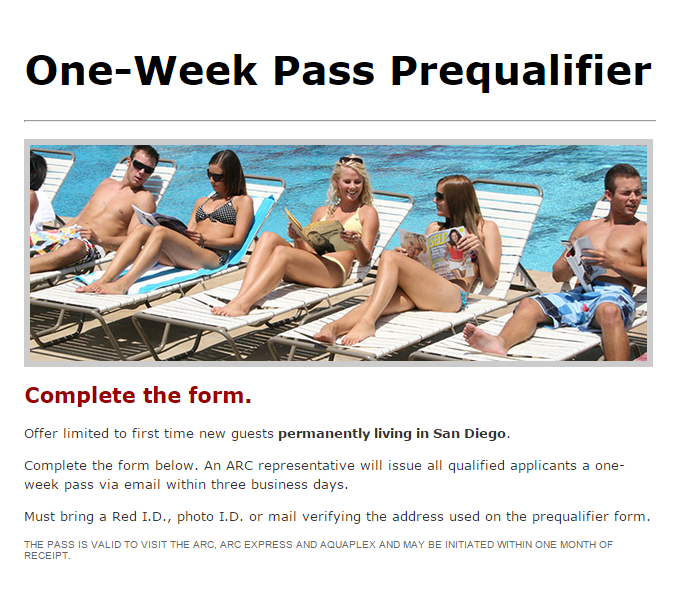 One-Week Pass Prequalifier
Complete the form.
Offer limited to first time new guests permanently living in San Diego.
Complete the form below. An ARC representative will issue all qualified applicants a one-
week pass via email within three business days.
Must bring a Red I.D., photo I.D. or mail verifying the address used on the prequalifier form.
THE PASS IS VALID TO VISIT THE ARC, ARC EXPRESS AND AQUAPLEX AND MAY BE INITIATED WITHIN ONE MONTH OF
RECEIPT.